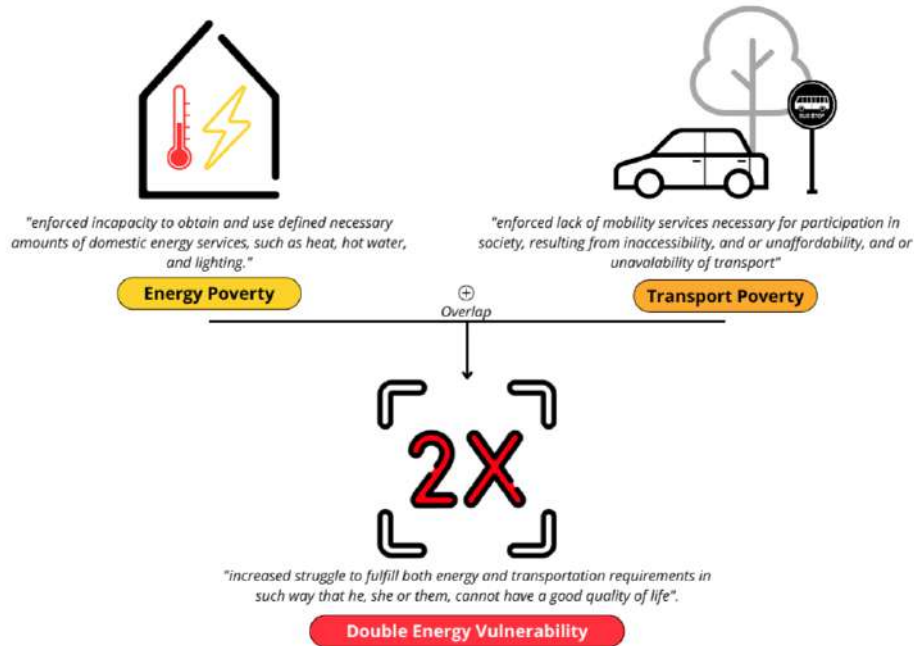 BUS STOP
"enforced incapacity to obtain and use defined necessary
amounts of domestic energy services, such as heat, hot water,
and lighting."
Energy Poverty
"enforced lack of mobility services necessary for participation in
society, resulting from inaccessibility, and or unaffordability, and or
unavalability of transport"
Transport Poverty
Overlap
2X
"increased struggle to fulfill both energy and transportation requirements in
such way that he, she or them, cannot have a good quality of life".
Double Energy Vulnerability